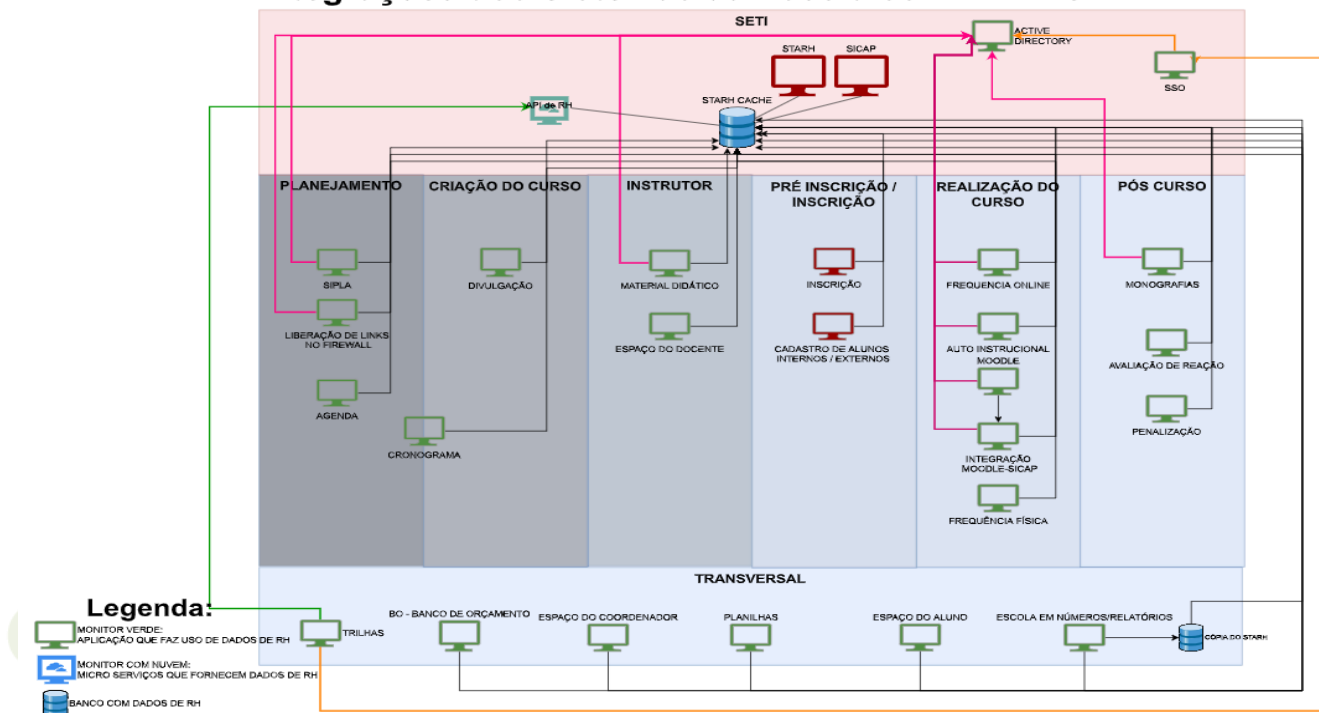 SETI
ACTIVE
DIRECTORY
STARH
SICAP
SSO
STARH CACHE
API de RH
PLANEJAMENTO
CRIAÇÃO DO CURSO
INSTRUTOR
PRÉ INSCRIÇÃO /
INSCRIÇÃO
REALIZAÇÃO DO
CURSO
PÓS CURSO
SIPLA
DIVULGAÇÃO
MATERIAL DIDÁTICO
INSCRIÇÃO
FREQUENCIA ONLINE
MONOGRAFIAS
LIBERAÇÃO DE LINKS
NO FIREWALL
ESPAÇO DO DOCENTE
CADASTRO DE ALUNOS
INTERNOS / EXTERNOS
AUTO INSTRUCIONAL
MOODLE
AVALIAÇÃO DE REAÇÃO
AGENDA
CRONOGRAMA
INTEGRAÇÃO
MOODLE-SICAP
PENALIZAÇÃO
FREQUÊNCIA FÍSICA
TRANSVERSAL
TRILHAS
BO - BANCO DE ORÇAMENTO
ESPAÇO DO COORDENADOR
PLANILHAS
ESPAÇO DO ALUNO
ESCOLA EM NÚMEROS/RELATÓRIOS
CÓPIA DO STARH
Legenda:
MONITOR VERDE:
APLICAÇÃO QUE FAZ USO DE DADOS DE RH
MONITOR COM NUVEM:
MICRO SERVIÇOS QUE FORNECEM DADOS DE RH
BANCO COM DADOS DE RH